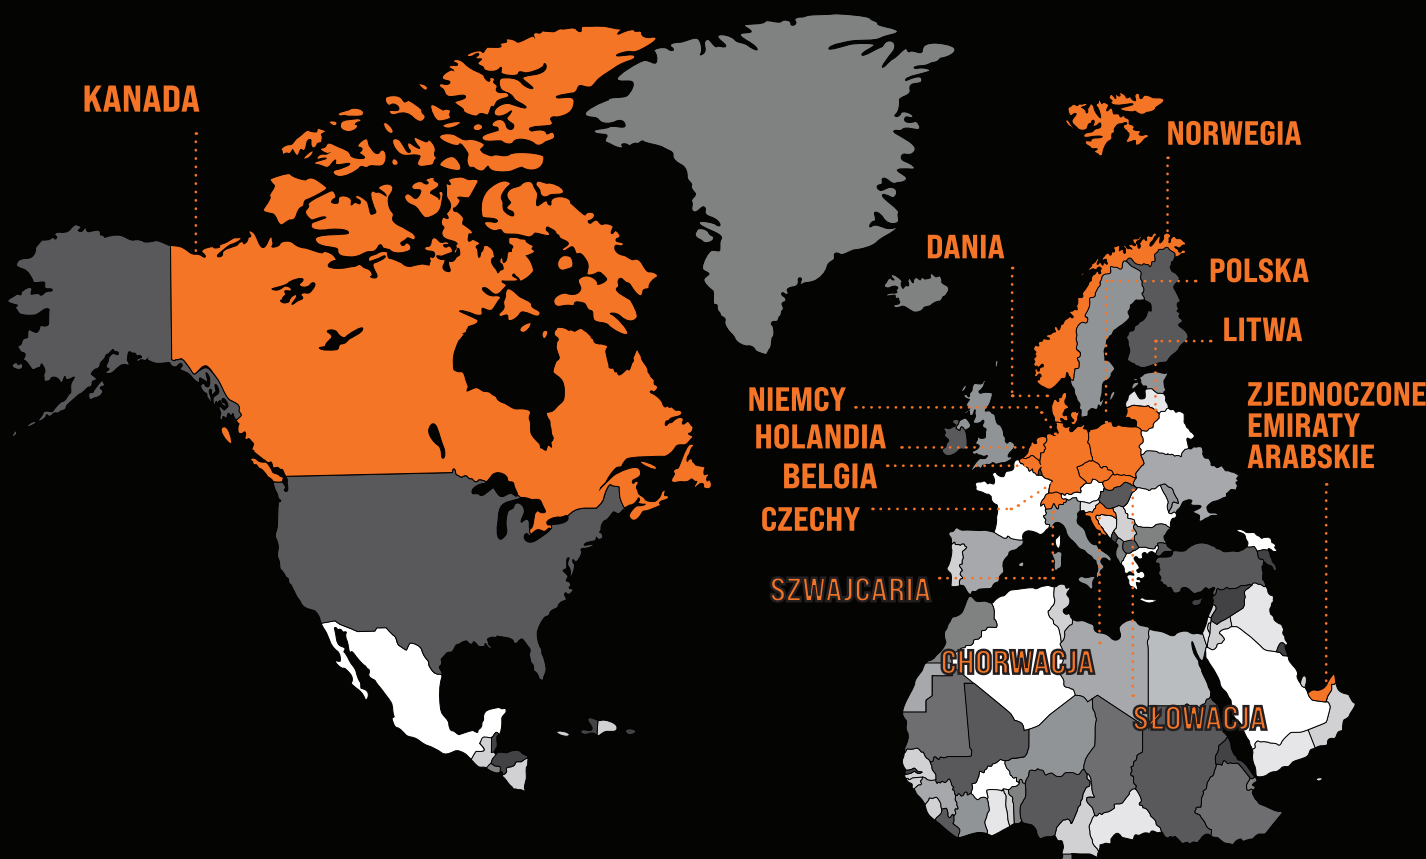 KANADA
NORWEGIA
DANIA
POLSKA
LITWA
NIEMCY
ZJEDNOCZONE
EMIRATY
ARABSKIE
HOLANDIA
BELGIA
CZECHY
SZWAJCARIA
CHORWACJA
SŁOWACJA